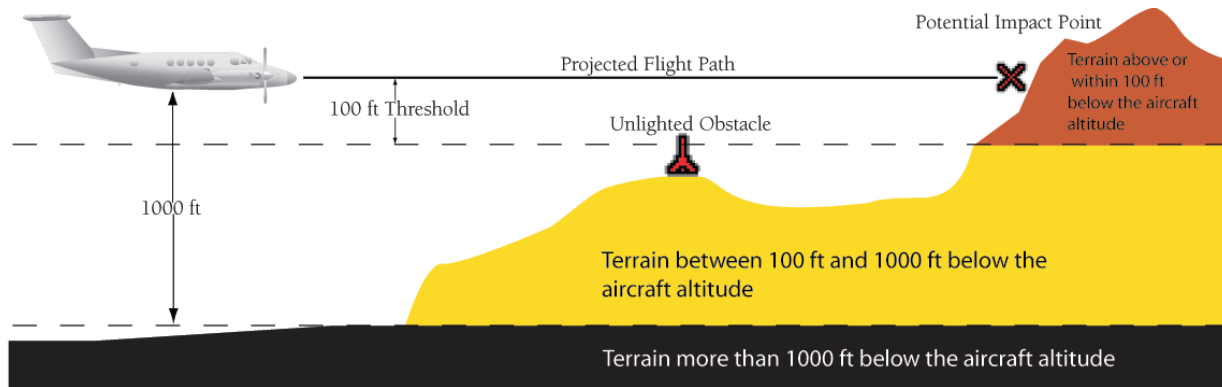 Potential Impact Point
Projected Flight Path
Terrain above or
within 100 ft
below the aircraft
altitude
100 ft Threshold
Unlighted Obstacle
1000 ft
Terrain between 100 ft and 1000 ft below the
aircraft altitude
Terrain more than 1000 ft below the aircraft altitude